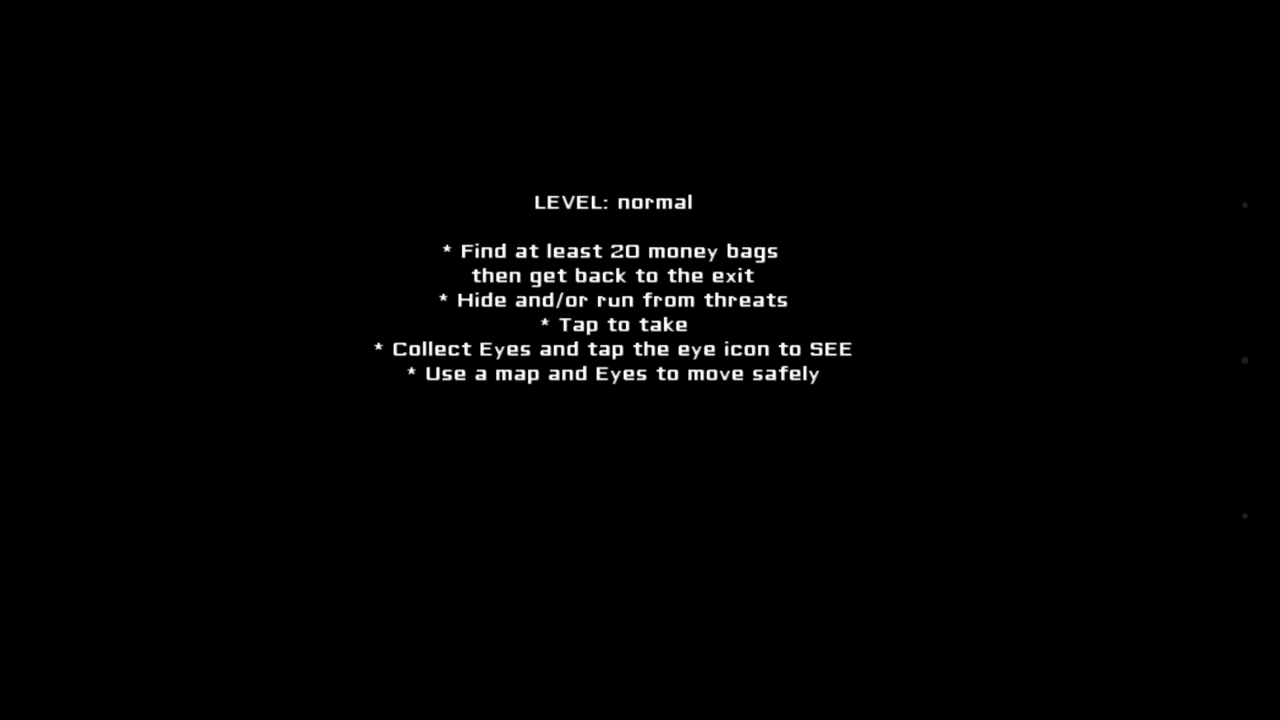 LEVEL: normal
* Find at least 20 money bags
then get back to the exit
* Hide and/or run from threats
* Tap to take
* Collect Eyes and tap the eye icon to SEE
* Use a map and Eyes to move safely